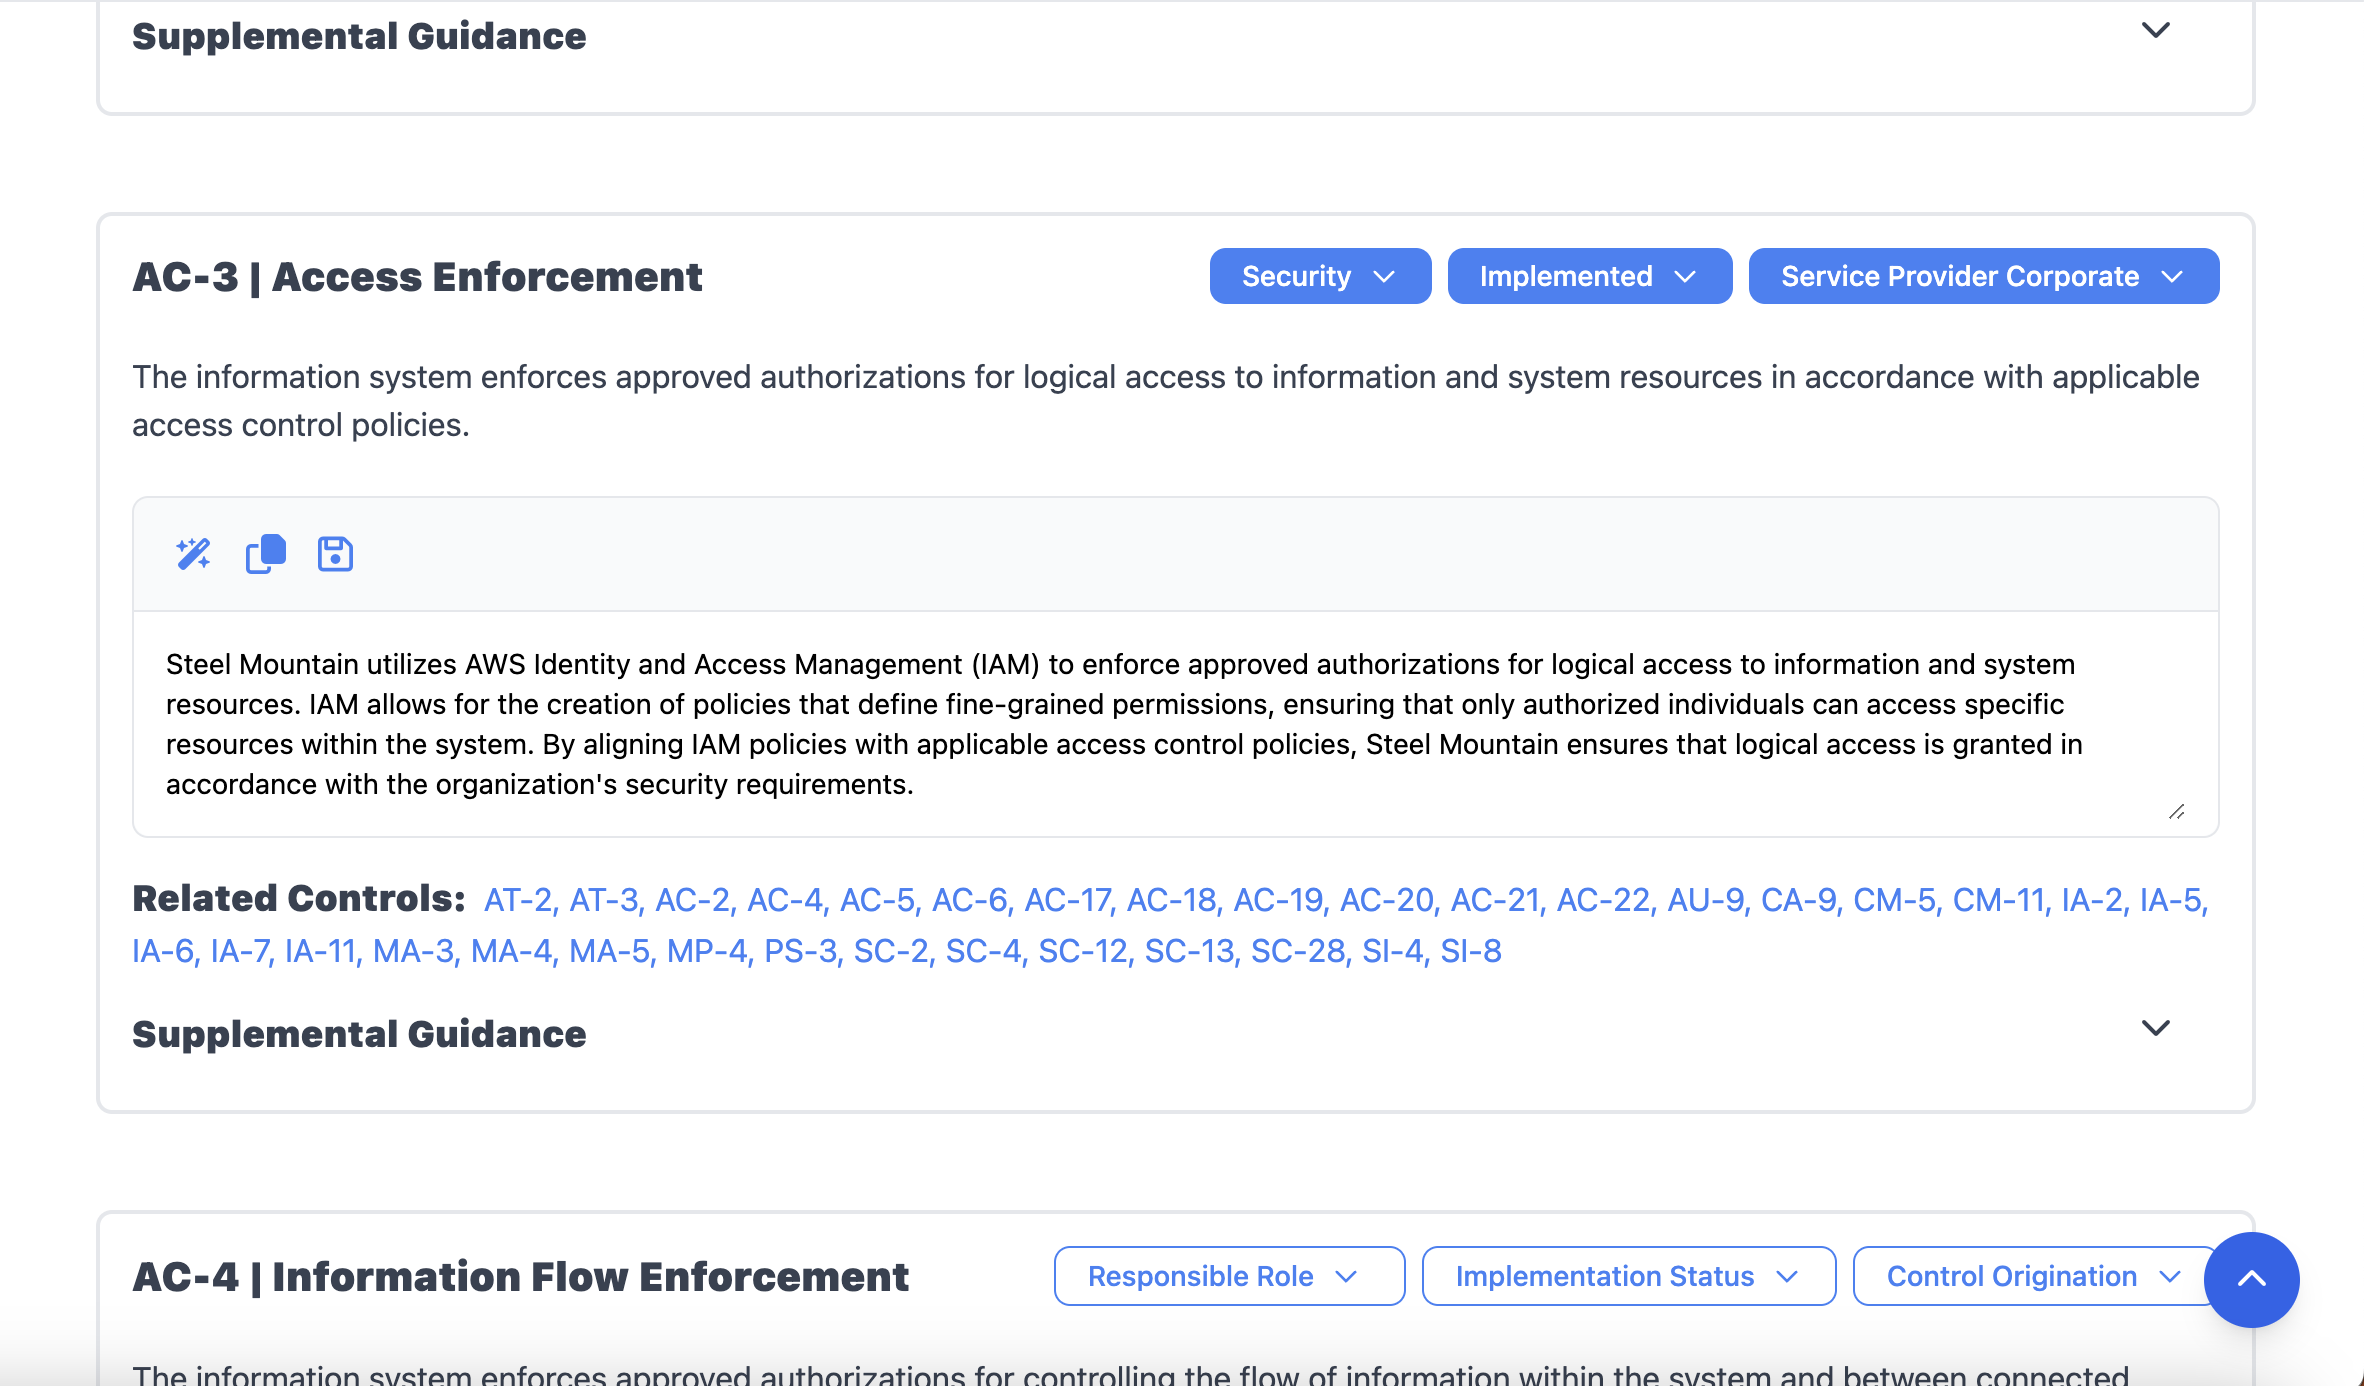 Supplemental Guidance
AC-3 | Access Enforcement
Security
Implemented
Service Provider Corporate
The information system enforces approved authorizations for logical access to information and system resources in accordance with applicable
access control policies.
Steel Mountain utilizes AWS Identity and Access Management (IAM) to enforce approved authorizations for logical access to information and system
resources. IAM allows for the creation of policies that define fine-grained permissions, ensuring that only authorized individuals can access specific
resources within the system. By aligning IAM policies with applicable access control policies, Steel Mountain ensures that logical access is granted in
accordance with the organization's security requirements.
Related Controls: AT-2, AT-3, AC-2, AC-4, AC-5, AC-6, AC-17, AC-18, AC-19, AC-20, AC-21, AC-22, AU-9, CA-9, CM-5, CM-11, IA-2, IA-5,
IA-6, IA-7, IA-11, MA-3, MA-4, MA-5, MP-4, PS-3, SC-2, SC-4, SC-12, SC-13, SC-28, SI-4, SI-8
Supplemental Guidance
AC-4 | Information Flow Enforcement
Responsible Role
Implementation Status
Control Origination
The information system enforces approved authorizations for controlling the flow of information within the system and between connected